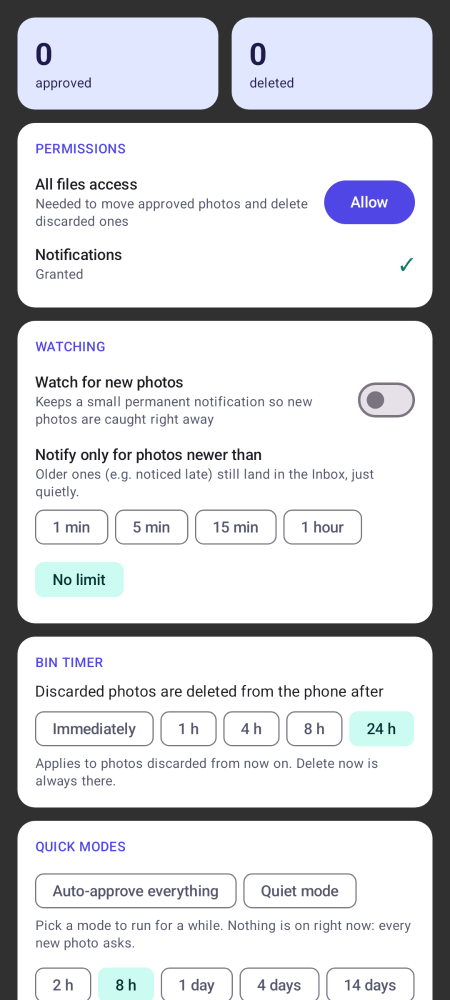 0
approved
0
deleted
PERMISSIONS
All files access
Needed to move approved photos and delete
discarded ones
Allow
Notifications
Granted
✓
WATCHING
Watch for new photos
Keeps a small permanent notification so new
photos are caught right away
Notify only for photos newer than
Older ones (e.g. noticed late) still land in the Inbox, just
quietly.
1 min
5 min
15 min
1 hour
No limit
BIN TIMER
Discarded photos are deleted from the phone after
Immediately
1 h
4 h
8 h
24 h
Applies to photos discarded from now on. Delete now is
always there.
QUICK MODES
Auto-approve everything
Quiet mode
Pick a mode to run for a while. Nothing is on right now: every
new photo asks.
2 h
8 h
1 day
4 days
14 days